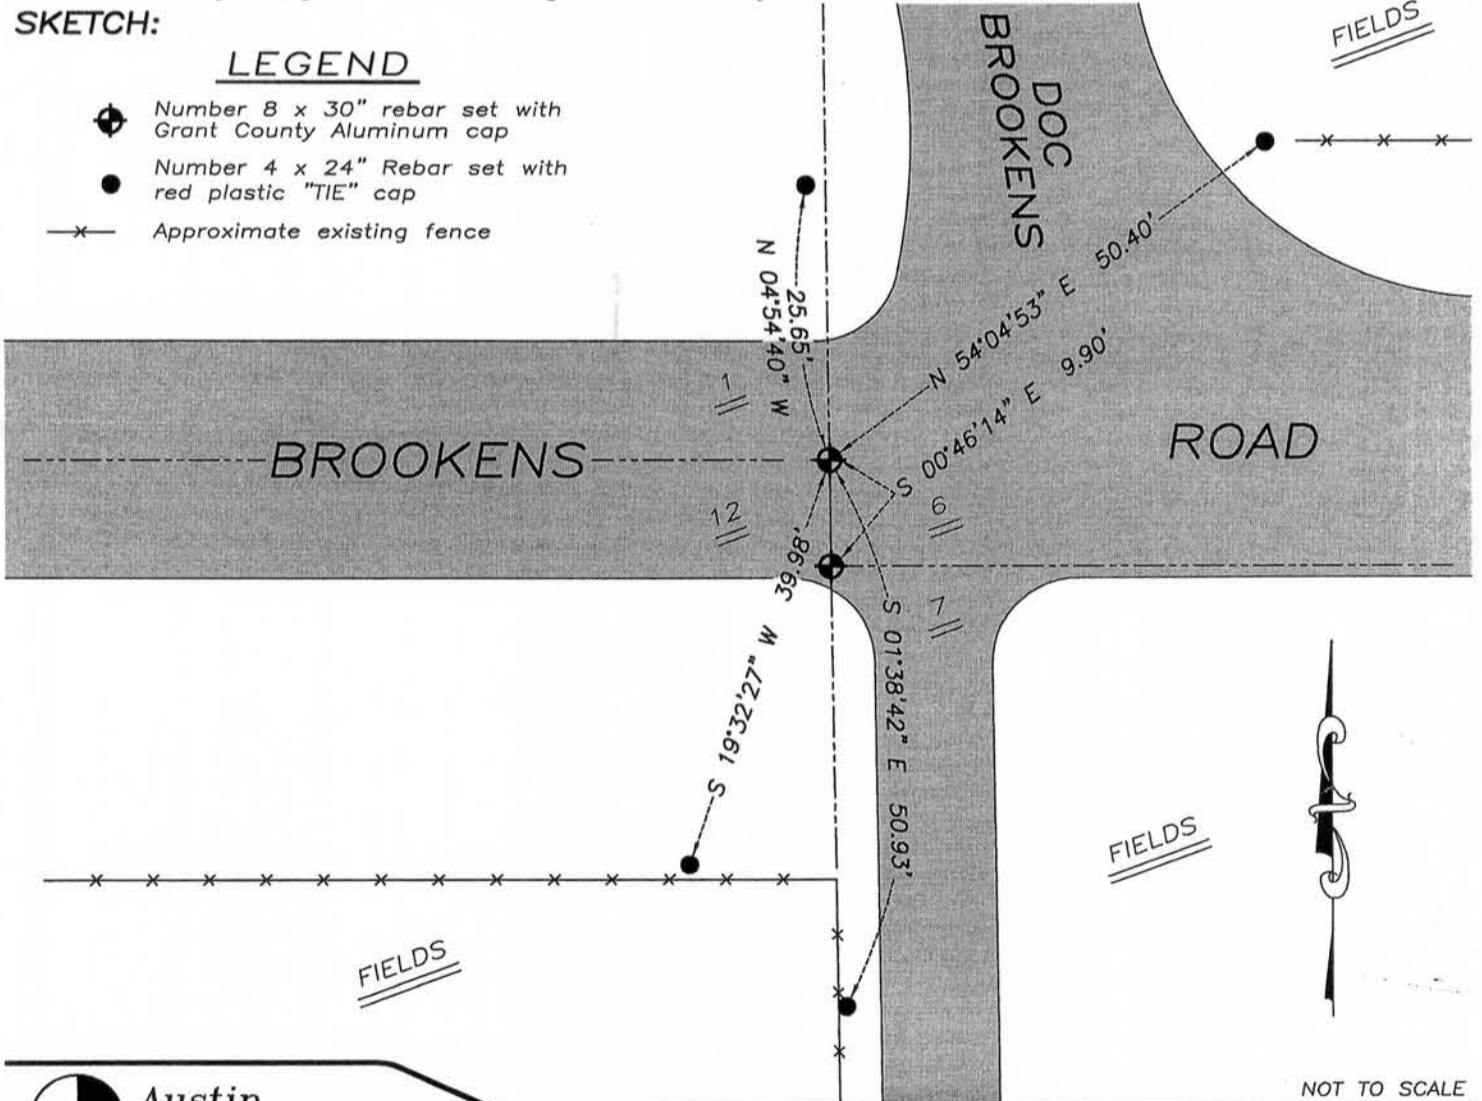 SKETCH:
LEGEND
Number 8 x 30" rebar set with
Grant County Aluminum cap
Number 4 x 24" Rebar set with
red plastic "TIE" cap
Approximate existing fence
FIELDS
DOC
BROOKENS
N 04°54'40" W
25.65'
N 54°04'53" E 50.40'
S 00°46'14" E 9.90'
1
BROOKENS
ROAD
12
6
7
S 19°32'27" W 39.98'
S 01°38'42" E 50.93'
FIELDS
FIELDS
Austin
NOT TO SCALE